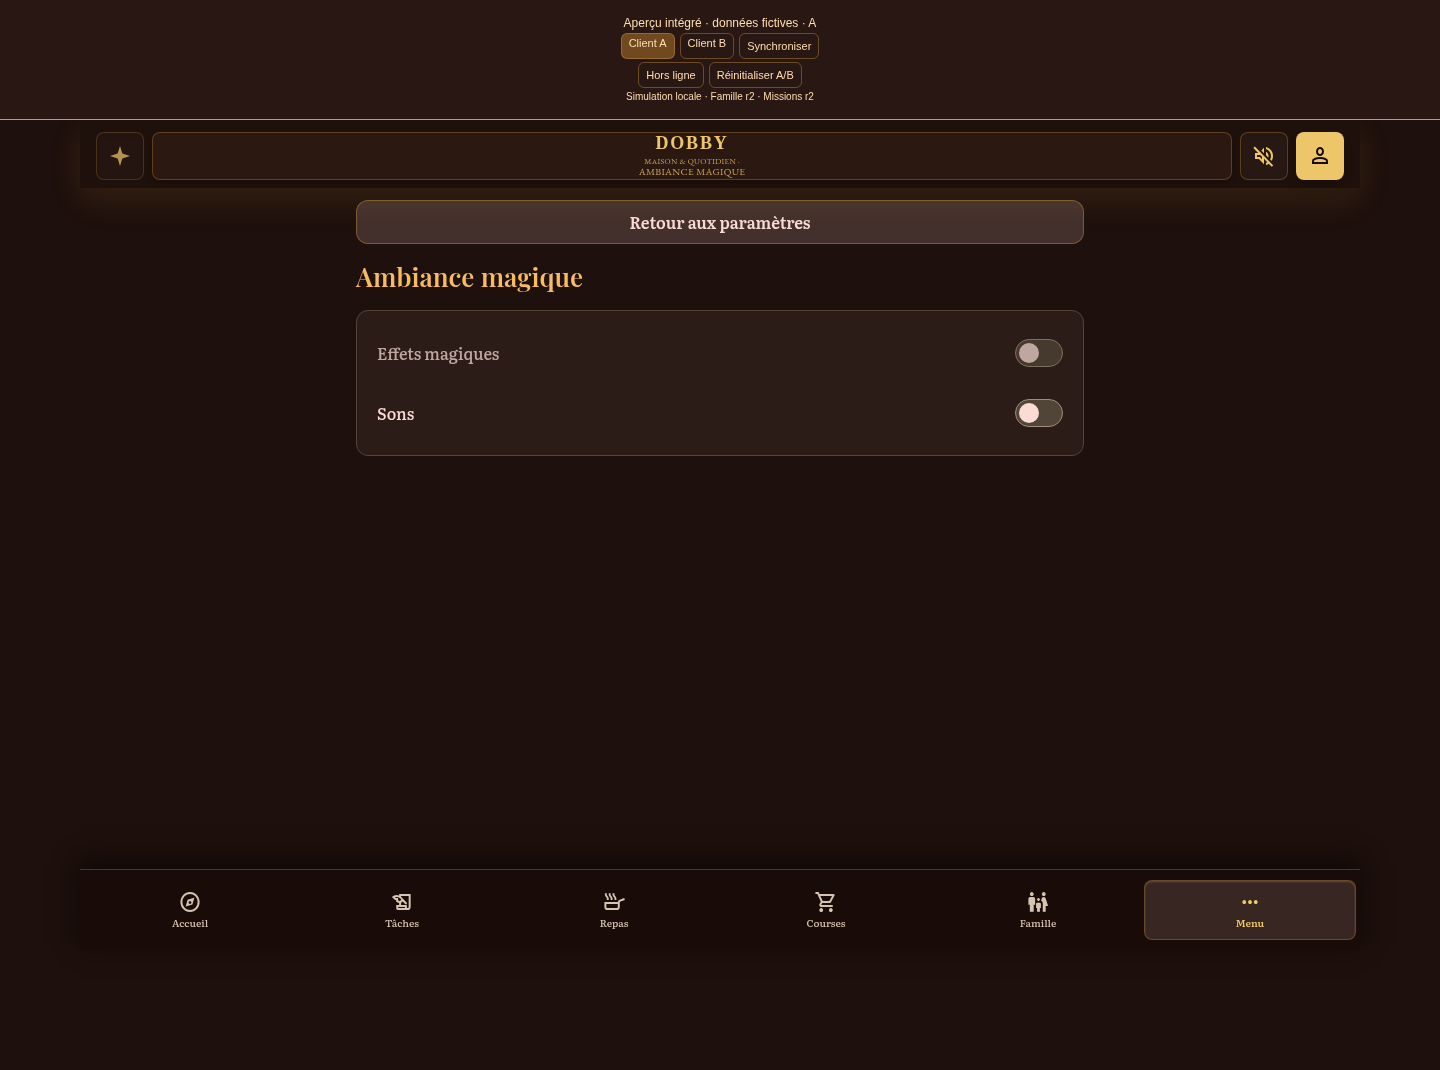 Aperçu intégré · données fictives · A
Client A
Client B
Synchroniser
Hors ligne
Réinitialiser A/B
Simulation locale · Famille r2 · Missions r2
DOBBY
MAISON & QUOTIDIEN ·
AMBIANCE MAGIQUE
Retour aux paramètres
Ambiance magique
Effets magiques
Sons
Accueil
Tâches
Repas
Courses
Famille
Menu